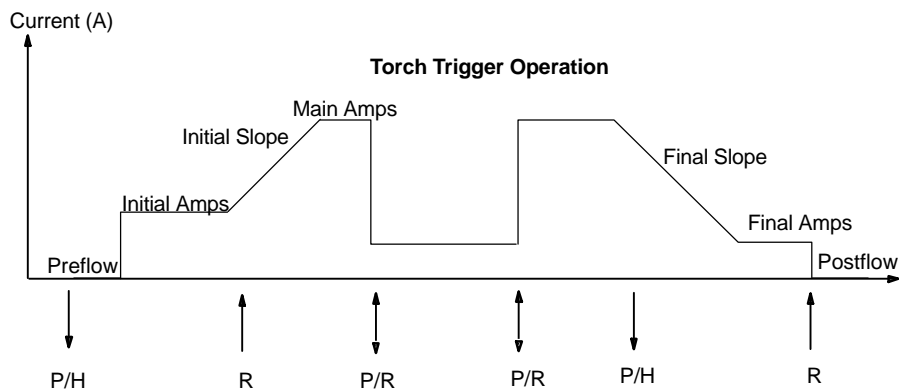 Current (A)
Torch Trigger Operation
Main Amps
Initial Slope
Final Slope
Initial Amps
Final Amps
Preflow
Postflow
P/H
R
P/R
P/R
P/H
R